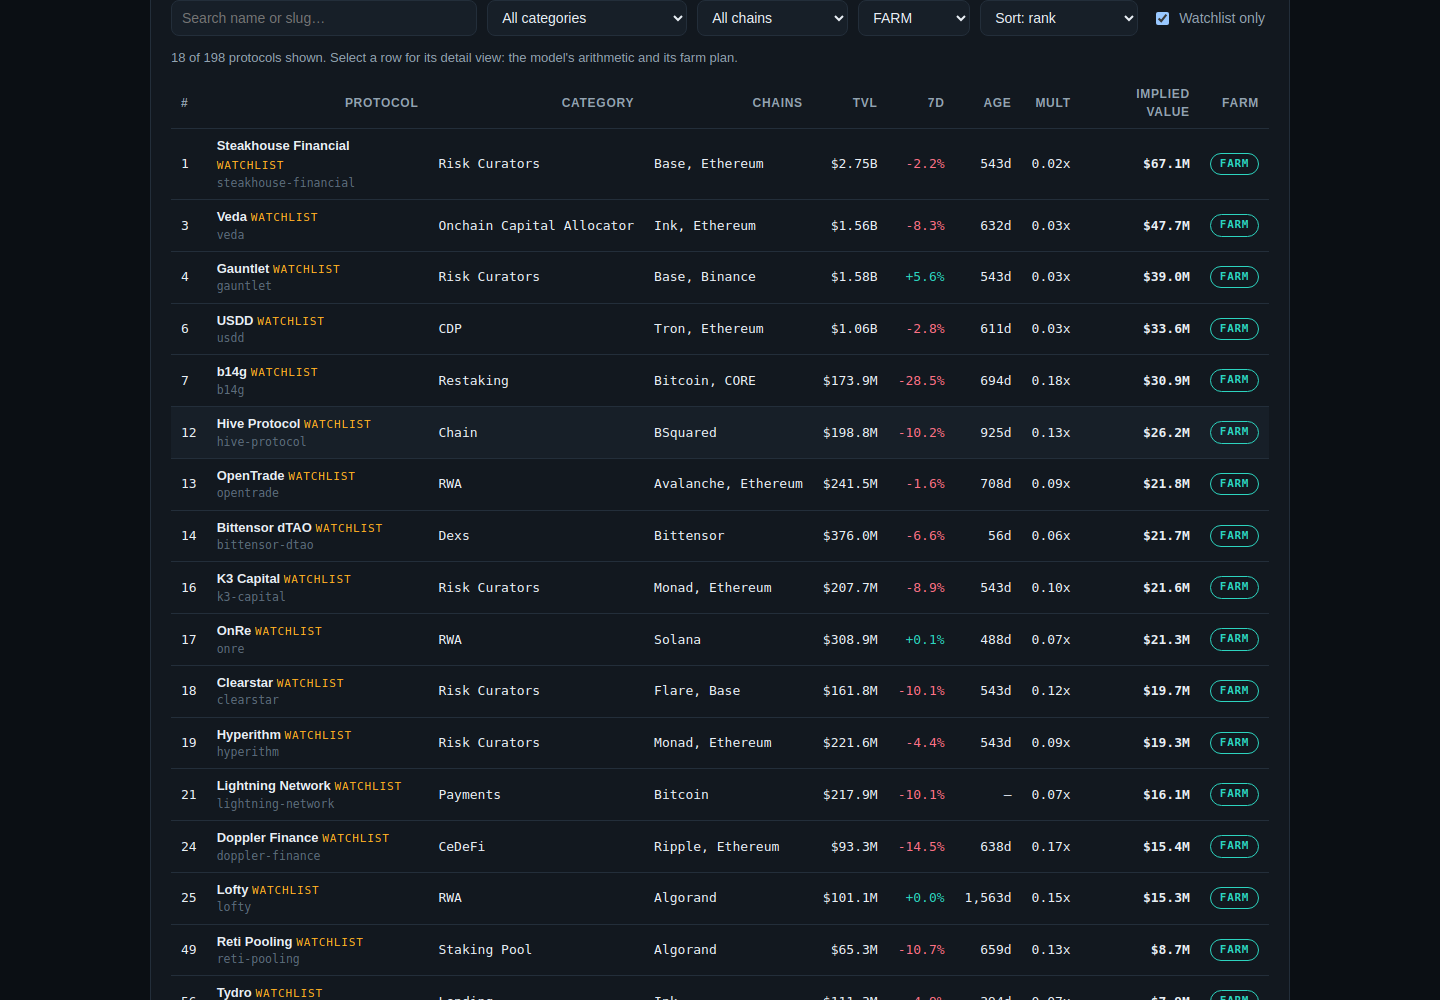 Search name or slug…
All categories
All chains
FARM
Sort: rank
Watchlist only
18 of 198 protocols shown. Select a row for its detail view: the model's arithmetic and its farm plan.
# PROTOCOL CATEGORY CHAINS TVL 7D AGE MULT IMPLIED VALUE FARM
1 Steakhouse Financial WATCHLIST steakhouse-financial Risk Curators Base, Ethereum $2.75B -2.2% 543d 0.02x $67.1M FARM
3 Veda WATCHLIST veda Onchain Capital Allocator Ink, Ethereum $1.56B -8.3% 632d 0.03x $47.7M FARM
4 Gauntlet WATCHLIST gauntlet Risk Curators Base, Binance $1.58B +5.6% 543d 0.03x $39.0M FARM
6 USDD WATCHLIST usdd CDP Tron, Ethereum $1.06B -2.8% 611d 0.03x $33.6M FARM
7 b14g WATCHLIST b14g Restaking Bitcoin, CORE $173.9M -28.5% 694d 0.18x $30.9M FARM
12 Hive Protocol WATCHLIST hive-protocol Chain BSquared $198.8M -10.2% 925d 0.13x $26.2M FARM
13 OpenTrade WATCHLIST opentrade RWA Avalanche, Ethereum $241.5M -1.6% 708d 0.09x $21.8M FARM
14 Bittensor dTAO WATCHLIST bittensor-dtao Dexs Bittensor $376.0M -6.6% 56d 0.06x $21.7M FARM
16 K3 Capital WATCHLIST k3-capital Risk Curators Monad, Ethereum $207.7M -8.9% 543d 0.10x $21.6M FARM
17 OnRe WATCHLIST onre RWA Solana $308.9M +0.1% 488d 0.07x $21.3M FARM
18 Clearstar WATCHLIST clearstar Risk Curators Flare, Base $161.8M -10.1% 543d 0.12x $19.7M FARM
19 Hyperithm WATCHLIST hyperithm Risk Curators Monad, Ethereum $221.6M -4.4% 543d 0.09x $19.3M FARM
21 Lightning Network WATCHLIST lightning-network Payments Bitcoin $217.9M -10.1% — 0.07x $16.1M FARM
24 Doppler Finance WATCHLIST doppler-finance CeDeFi Ripple, Ethereum $93.3M -14.5% 638d 0.17x $15.4M FARM
25 Lofty WATCHLIST lofty RWA Algorand $101.1M +0.0% 1,563d 0.15x $15.3M FARM
49 Reti Pooling WATCHLIST reti-pooling Staking Pool Algorand $65.3M -10.7% 659d 0.13x $8.7M FARM
Tydro WATCHLIST Lending Ink FARM